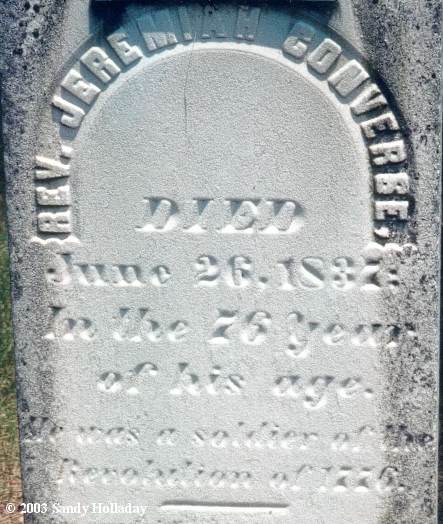 REV. JEREMIAH CONVERSE,
DIED
June 26, 1837:
In the 76 Year
of his age.
He was a soldier of the
Revolution of 1776.
© 2003 Sandy Holladay